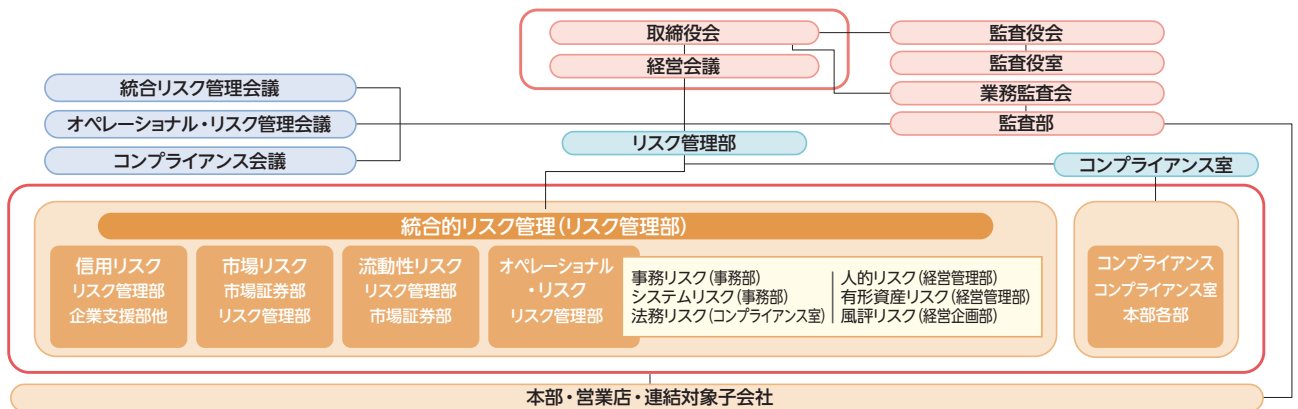 取締役会
経営会議
監査役会
監査役室
業務監査会
監査部
統合リスク管理会議
オペレーショナル・リスク管理会議
コンプライアンス会議
リスク管理部
コンプライアンス室
統合的リスク管理(リスク管理部)
信用リスク
リスク管理部
企業支援部他
市場リスク
市場証券部
リスク管理部
流動性リスク
リスク管理部
市場証券部
オペレーショナル
・リスク
リスク管理部
事務リスク(事務部)
システムリスク(事務部)
法務リスク(コンプライアンス室)
人的リスク(経営管理部)
有形資産リスク(経営管理部)
風評リスク(経営企画部)
コンプライアンス
コンプライアンス室
本部各部
本部・営業店・連結対象子会社